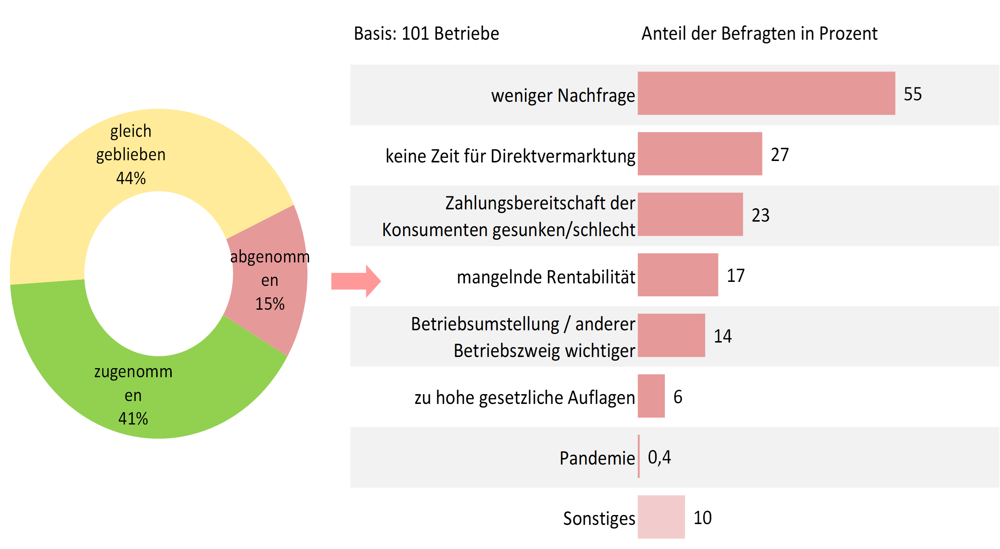 Basis: 101 Betriebe
Anteil der Befragten in Prozent
gleich
geblieben
44%
abgenomm
en
15%
zugenomm
en
41%
weniger Nachfrage
55
keine Zeit für Direktvermarktung
27
Zahlungsbereitschaft der
Konsumenten gesunken/schlecht
23
mangelnde Rentabilität
17
Betriebsumstellung / anderer
Betriebszweig wichtiger
14
zu hohe gesetzliche Auflagen
6
Pandemie
0,4
Sonstiges
10